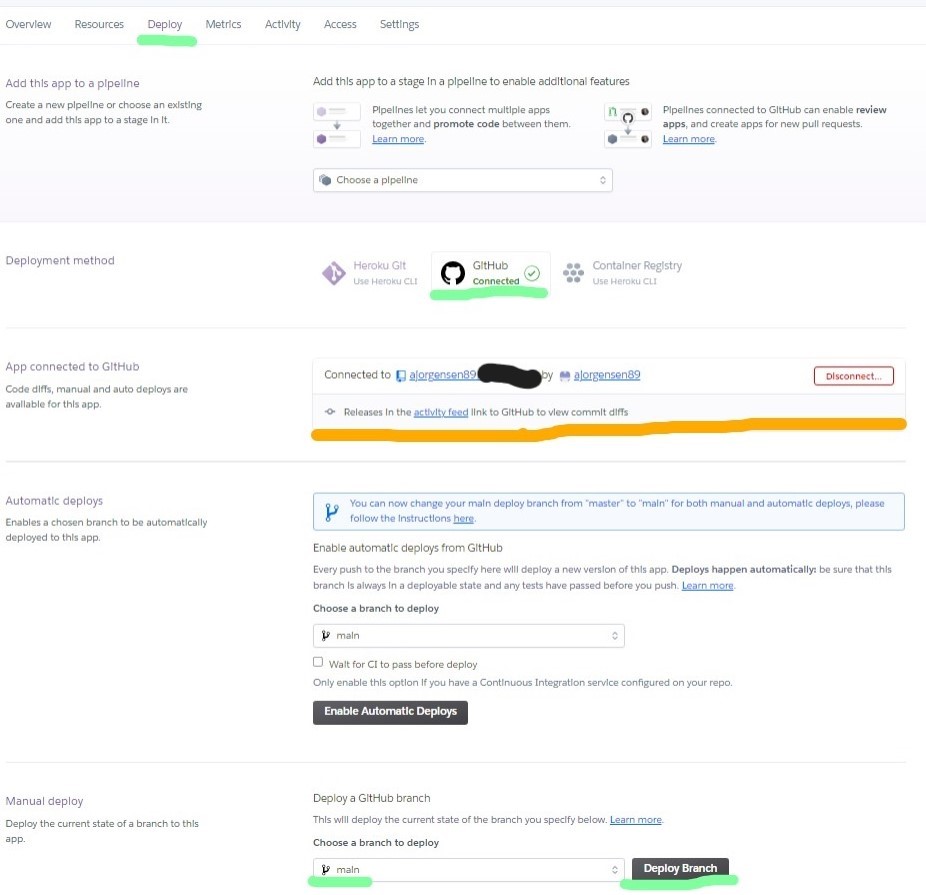 Overview Resources Deploy Metrics Activity Access Settings
Add this app to a pipeline
Create a new pipeline or choose an existing
one and add this app to a stage in it.
Add this app to a stage in a pipeline to enable additional features
Pipelines let you connect multiple apps
together and promote code between them.
Learn more.
Pipelines connected to GitHub can enable review
apps, and create apps for new pull requests.
Learn more.
Choose a pipeline
Deployment method
Heroku Git
Use Heroku CLI
GitHub
Connected
Container Registry
Use Heroku CLI
App connected to GitHub
Code diffs, manual and auto deploys are
available for this app.
Connected to ajorgensen89 by ajorgensen89
Disconnect...
Releases in the activity feed link to GitHub to view commit diffs
Automatic deploys
Enables a chosen branch to be automatically
deployed to this app.
You can now change your main deploy branch from "master" to "main" for both manual and automatic deploys, please
follow the instructions here.
Enable automatic deploys from GitHub
Every push to the branch you specify here will deploy a new version of this app. Deploys happen automatically: be sure that this
branch is always in a deployable state and any tests have passed before you push. Learn more.
Choose a branch to deploy
main
Wait for CI to pass before deploy
Only enable this option if you have a Continuous Integration service configured on your repo.
Enable Automatic Deploys
Manual deploy
Deploy the current state of a branch to this
app.
Deploy a GitHub branch
This will deploy the current state of the branch you specify below. Learn more.
Choose a branch to deploy
main
Deploy Branch